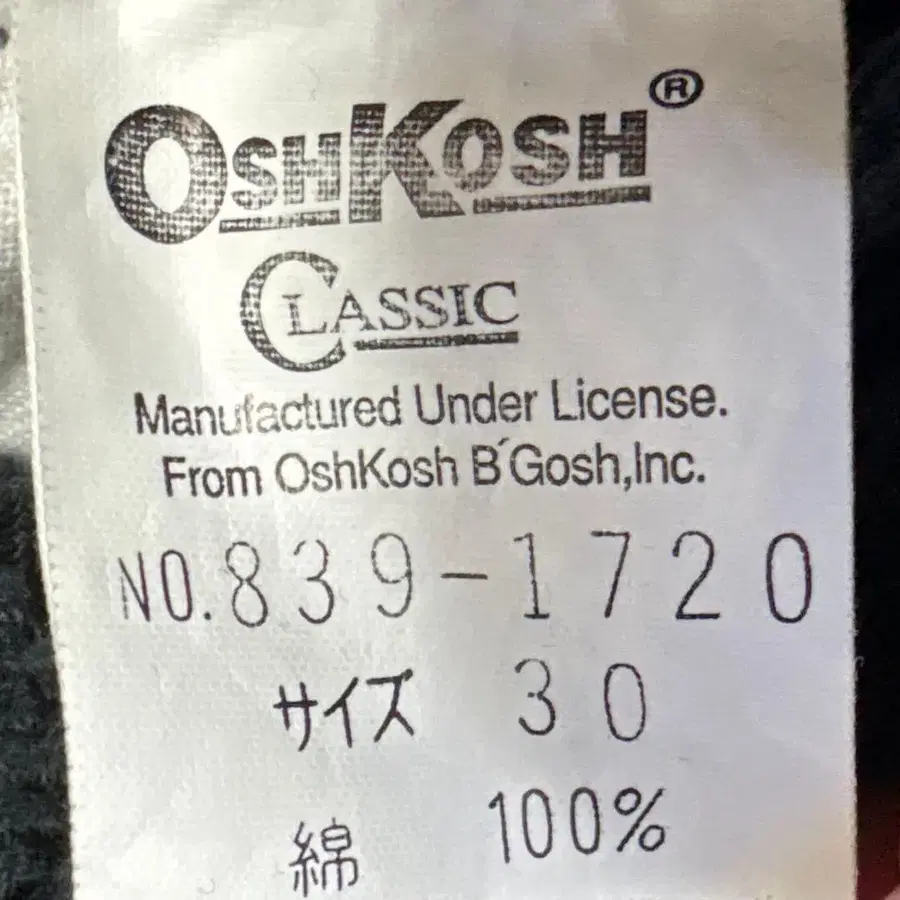 OSHKOSH®
CLASSIC
Manufactured Under License.
From OshKosh B'Gosh,Inc.
NO.839-1720
サイズ 30
綿 100%